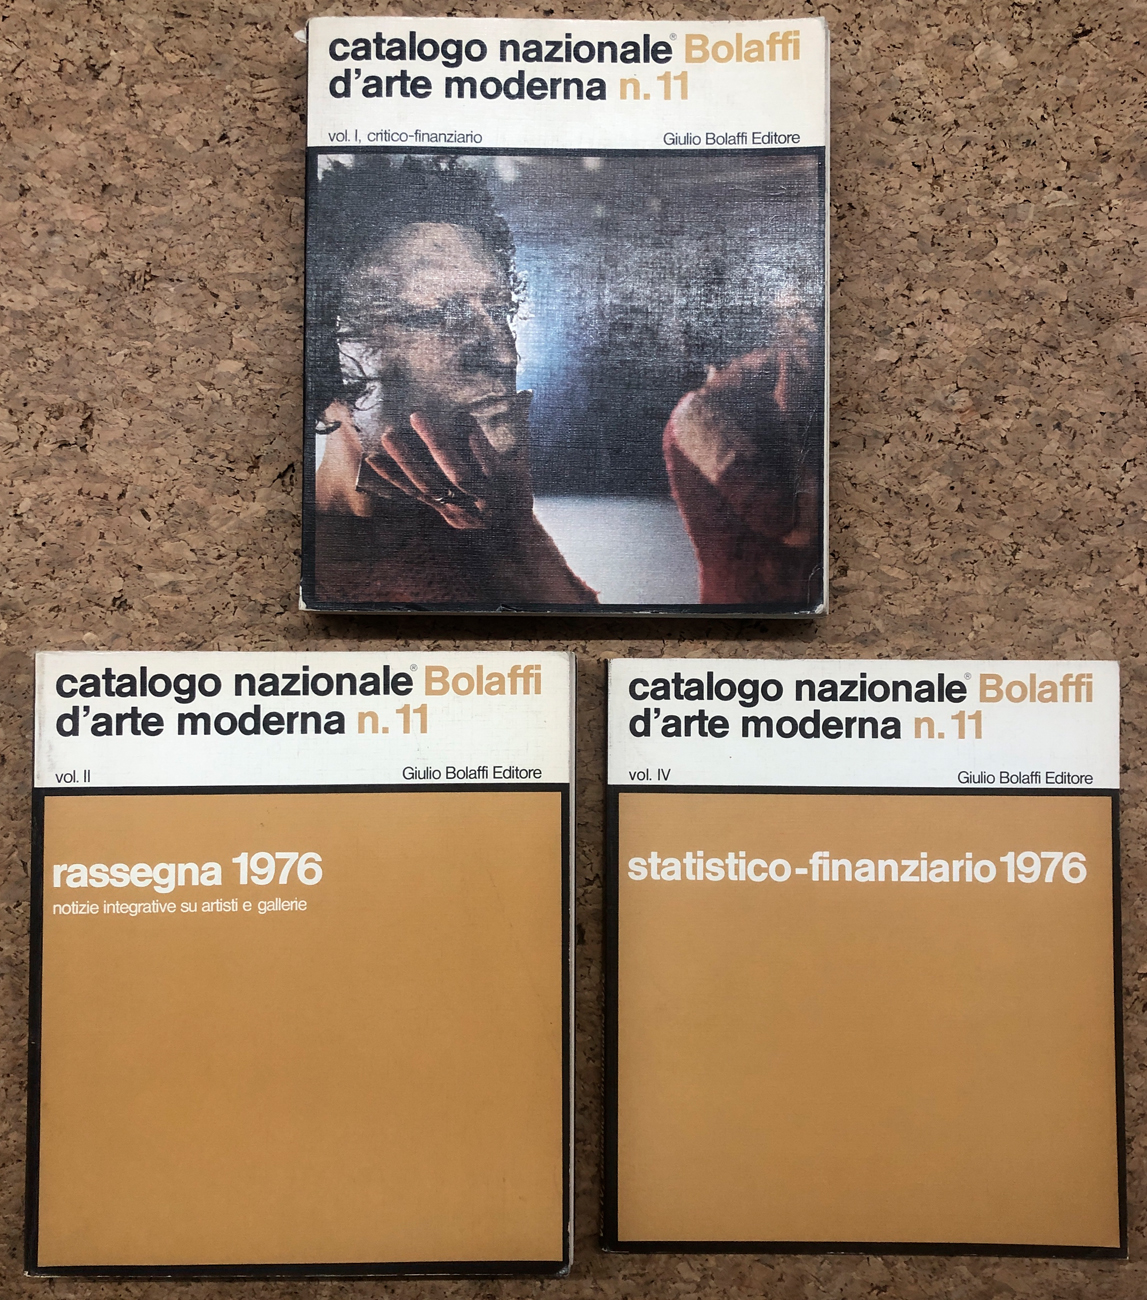 catalogo nazionale® Bolaffi
d'arte moderna n. 11
vol. I, critico-finanziario Giulio Bolaffi Editore
catalogo nazionale® Bolaffi
d'arte moderna n. 11
vol. II Giulio Bolaffi Editore
rassegna 1976
notizie integrative su artisti e gallerie
catalogo nazionale® Bolaffi
d'arte moderna n. 11
vol. IV Giulio Bolaffi Editore
statistico-finanziario 1976